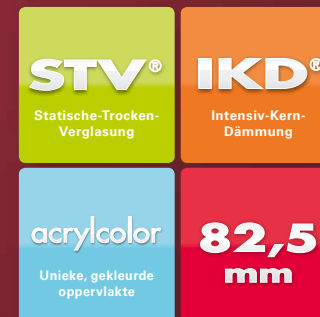 STV®
Statische-Trocken-
Verglasung
IKD®
Intensiv-Kern-
Dämmung
acrylcolor
Unieke, gekleurde
oppervlakte
82,5
mm